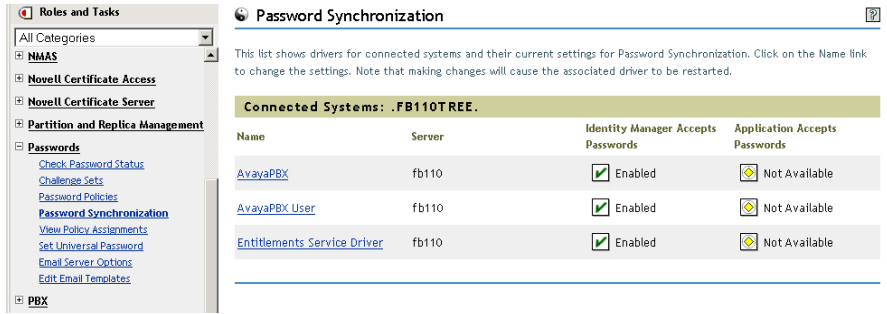 Roles and Tasks
All Categories
NMAS
Novell Certificate Access
Novell Certificate Server
Partition and Replica Management
Passwords
Check Password Status
Challenge Sets
Password Policies
Password Synchronization
View Policy Assignments
Set Universal Password
Email Server Options
Edit Email Templates
PBX
Password Synchronization
?
This list shows drivers for connected systems and their current settings for Password Synchronization. Click on the Name link
to change the settings. Note that making changes will cause the associated driver to be restarted.
Connected Systems: .FB110TREE.
Name Server Identity Manager Accepts Passwords Application Accepts Passwords
AvayaPBX fb110 Enabled Not Available
AvayaPBX User fb110 Enabled Not Available
Entitlements Service Driver fb110 Enabled Not Available